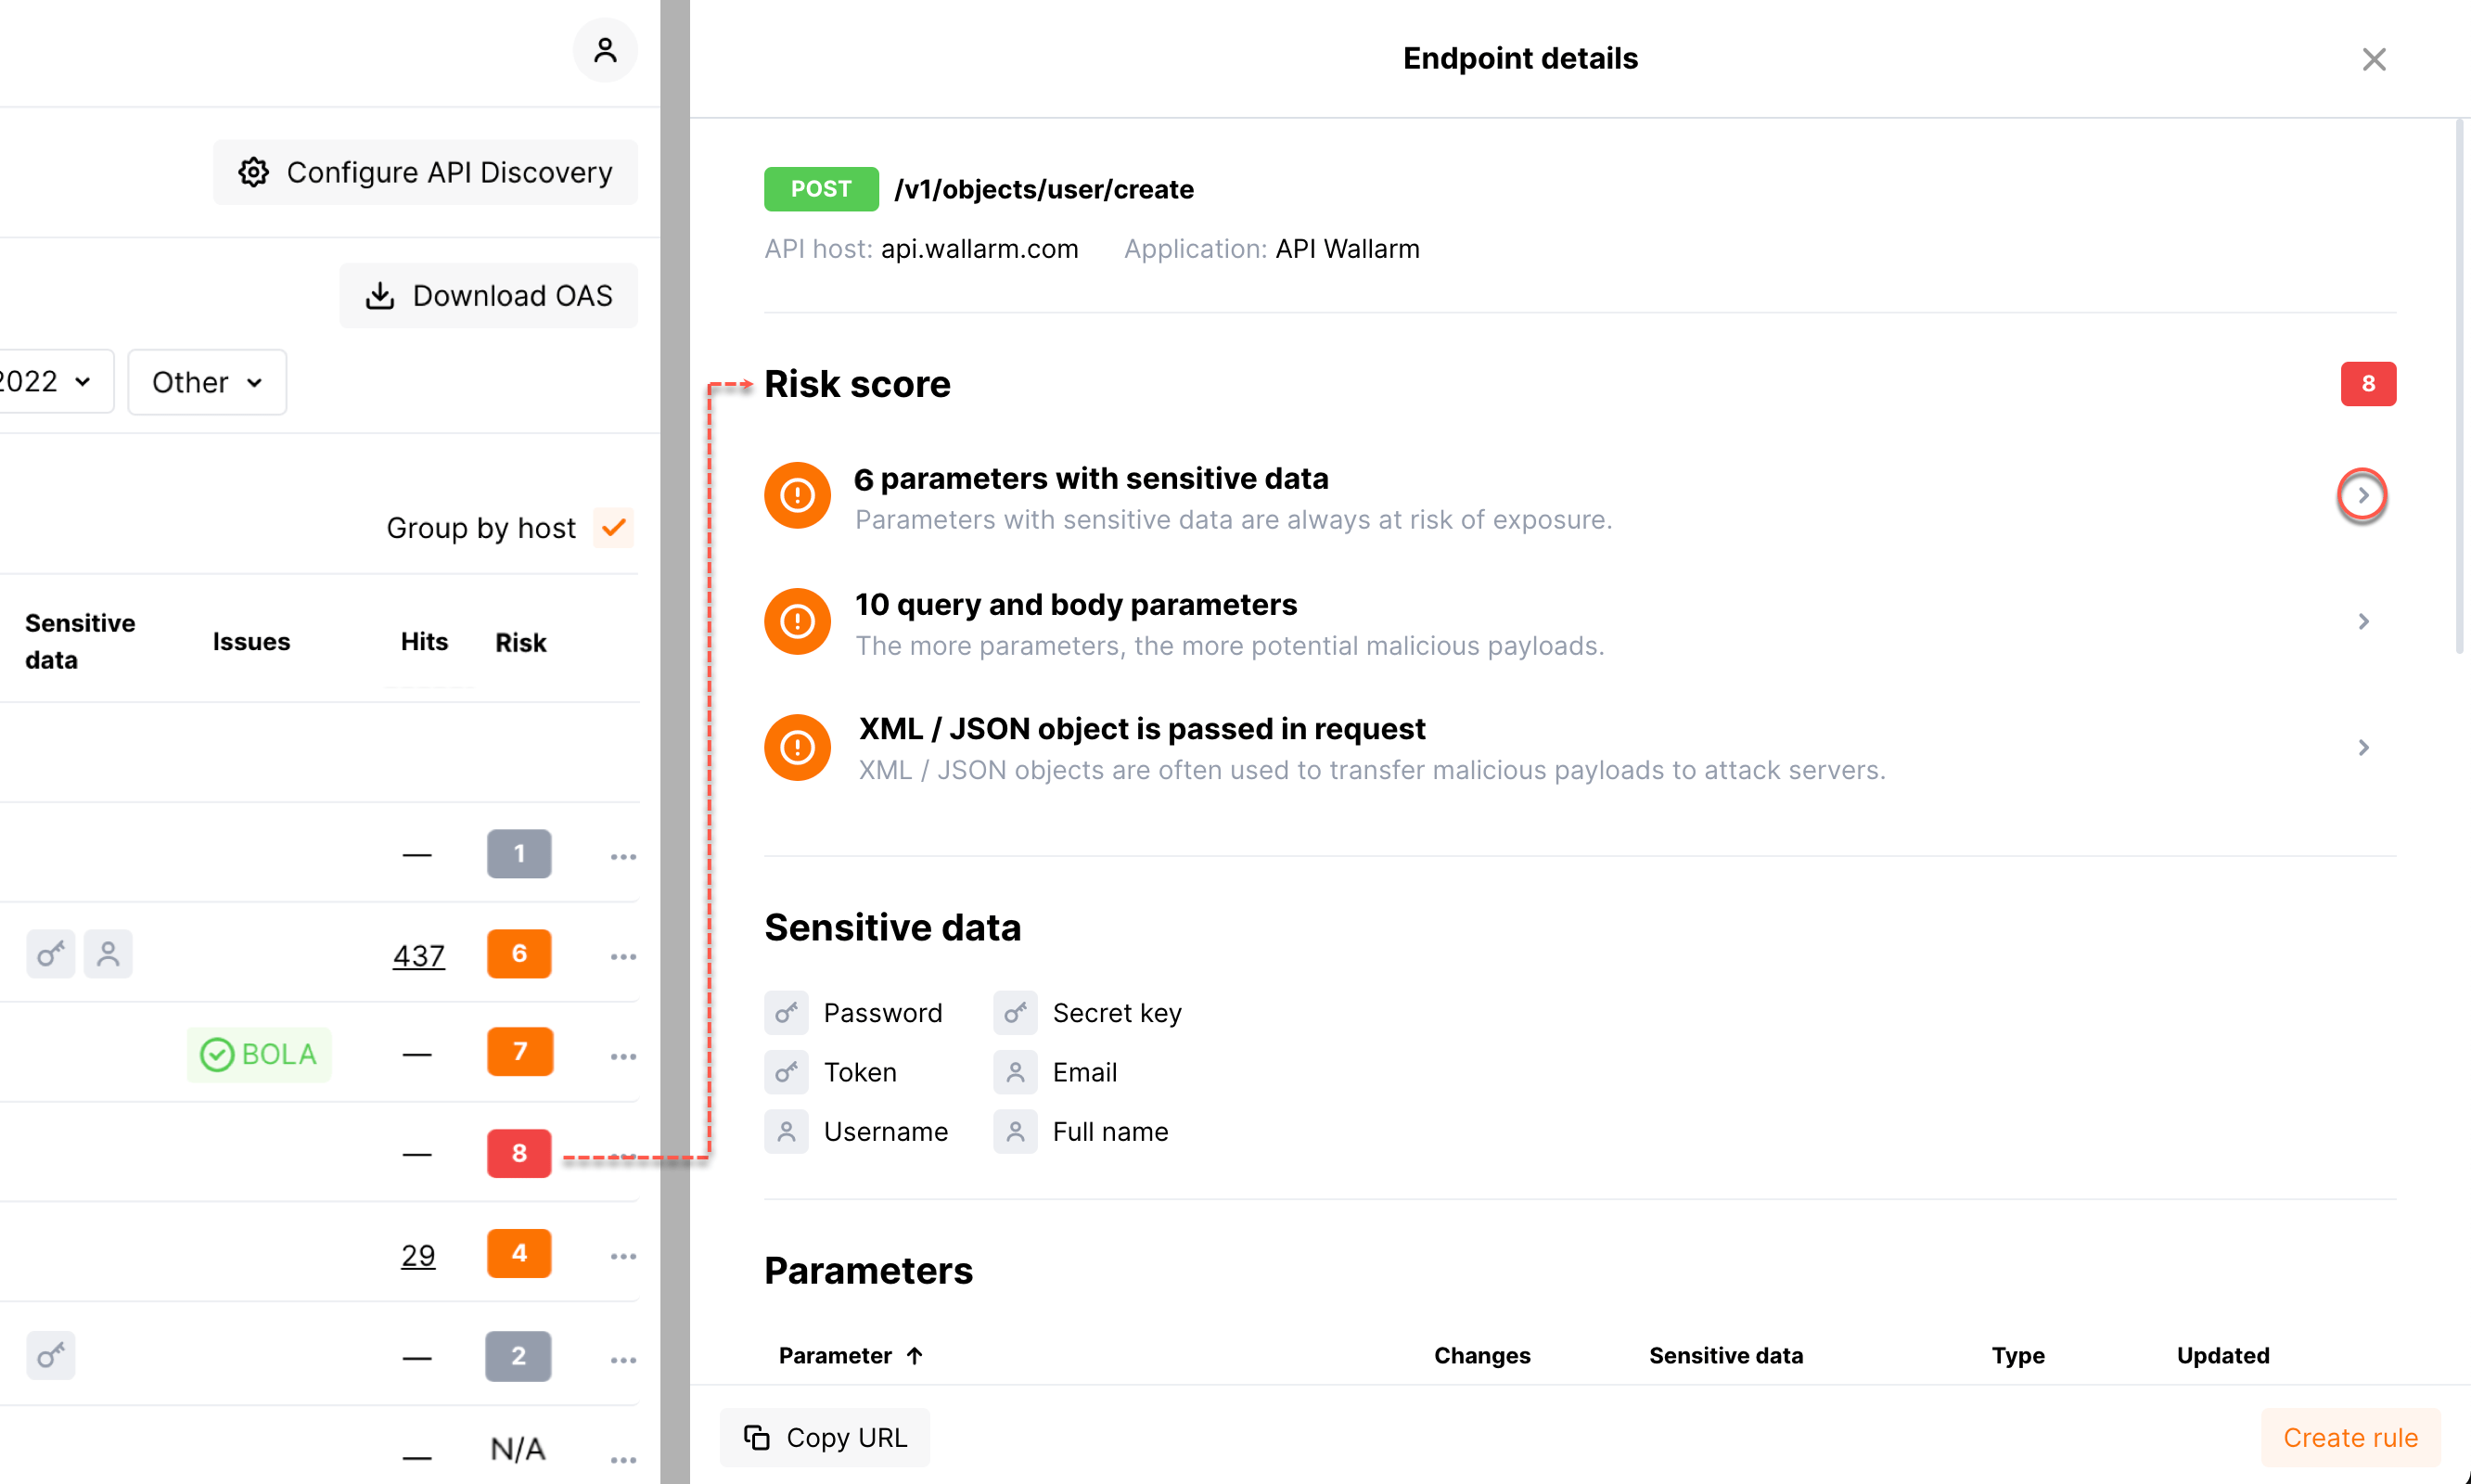 Configure API Discovery
Download OAS
2022
Other
Group by host
Sensitive data
Issues
Hits
Risk
— 1
437 6
BOLA — 7
— 8
29 4
— 2
— N/A
Endpoint details
POST /v1/objects/user/create
API host: api.wallarm.com Application: API Wallarm
Risk score 8
6 parameters with sensitive data
Parameters with sensitive data are always at risk of exposure.
10 query and body parameters
The more parameters, the more potential malicious payloads.
XML / JSON object is passed in request
XML / JSON objects are often used to transfer malicious payloads to attack servers.
Sensitive data
Password Secret key
Token Email
Username Full name
Parameters
Parameter Changes Sensitive data Type Updated
Copy URL Create rule